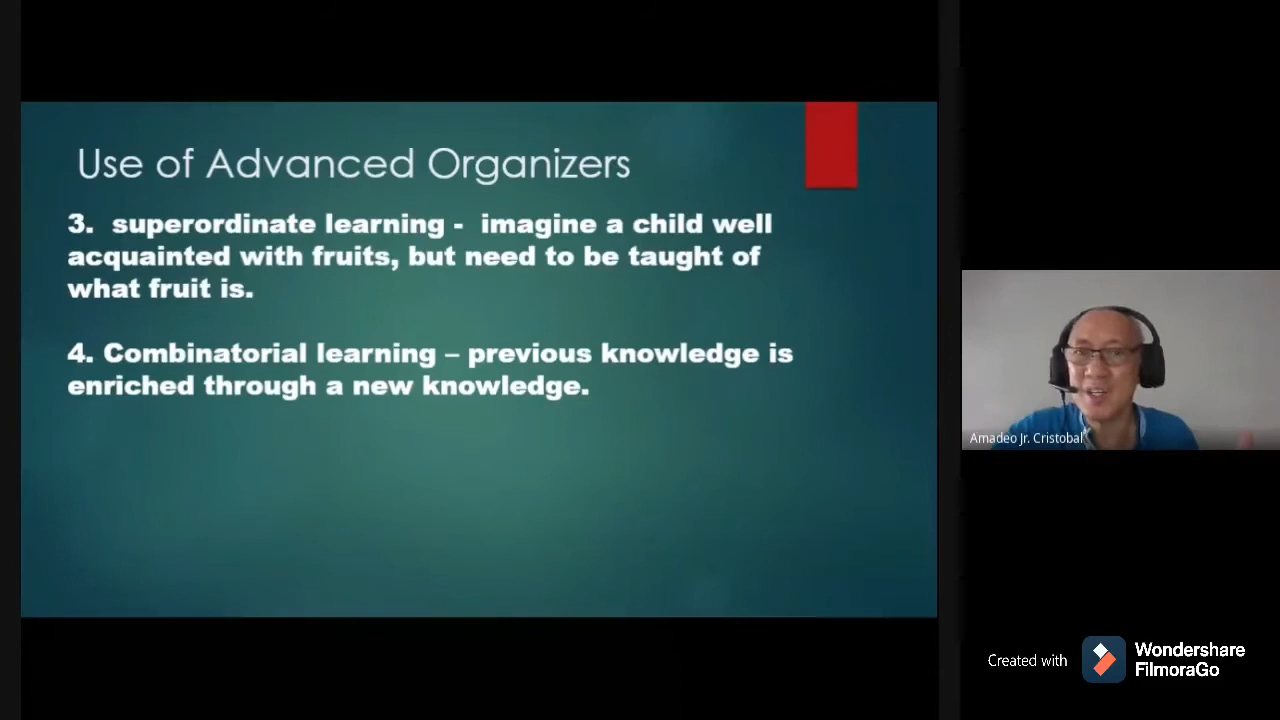 Use of Advanced Organizers
3. superordinate learning - imagine a child well
acquainted with fruits, but need to be taught of
what fruit is.
4. Combinatorial learning – previous knowledge is
enriched through a new knowledge.
Amadeo Jr. Cristobal
Created with
Wondershare
FilmoraGo